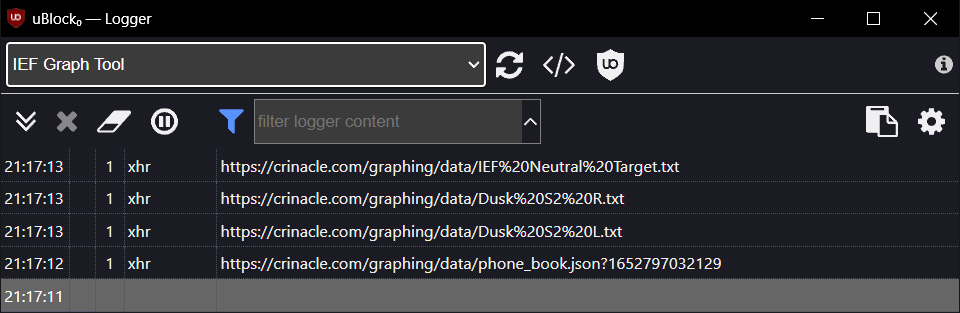 uBlock₀ — Logger
IEF Graph Tool
filter logger content
21:17:13 1 xhr https://crinacle.com/graphing/data/IEF%20Neutral%20Target.txt
21:17:13 1 xhr https://crinacle.com/graphing/data/Dusk%20S2%20R.txt
21:17:13 1 xhr https://crinacle.com/graphing/data/Dusk%20S2%20L.txt
21:17:12 1 xhr https://crinacle.com/graphing/data/phone_book.json?1652797032129
21:17:11